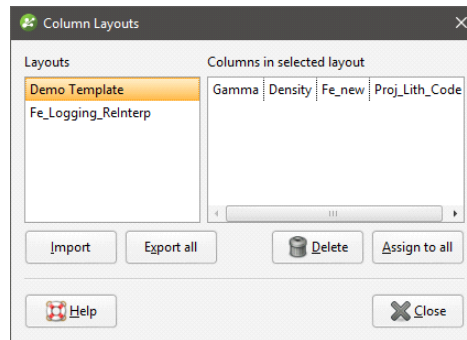 Column Layouts
Layouts
Columns in selected layout
Demo Template
Fe_Logging_ReInterp
Gamma Density Fe_new Proj_Lith_Code
Import Export all Delete Assign to all
Help Close